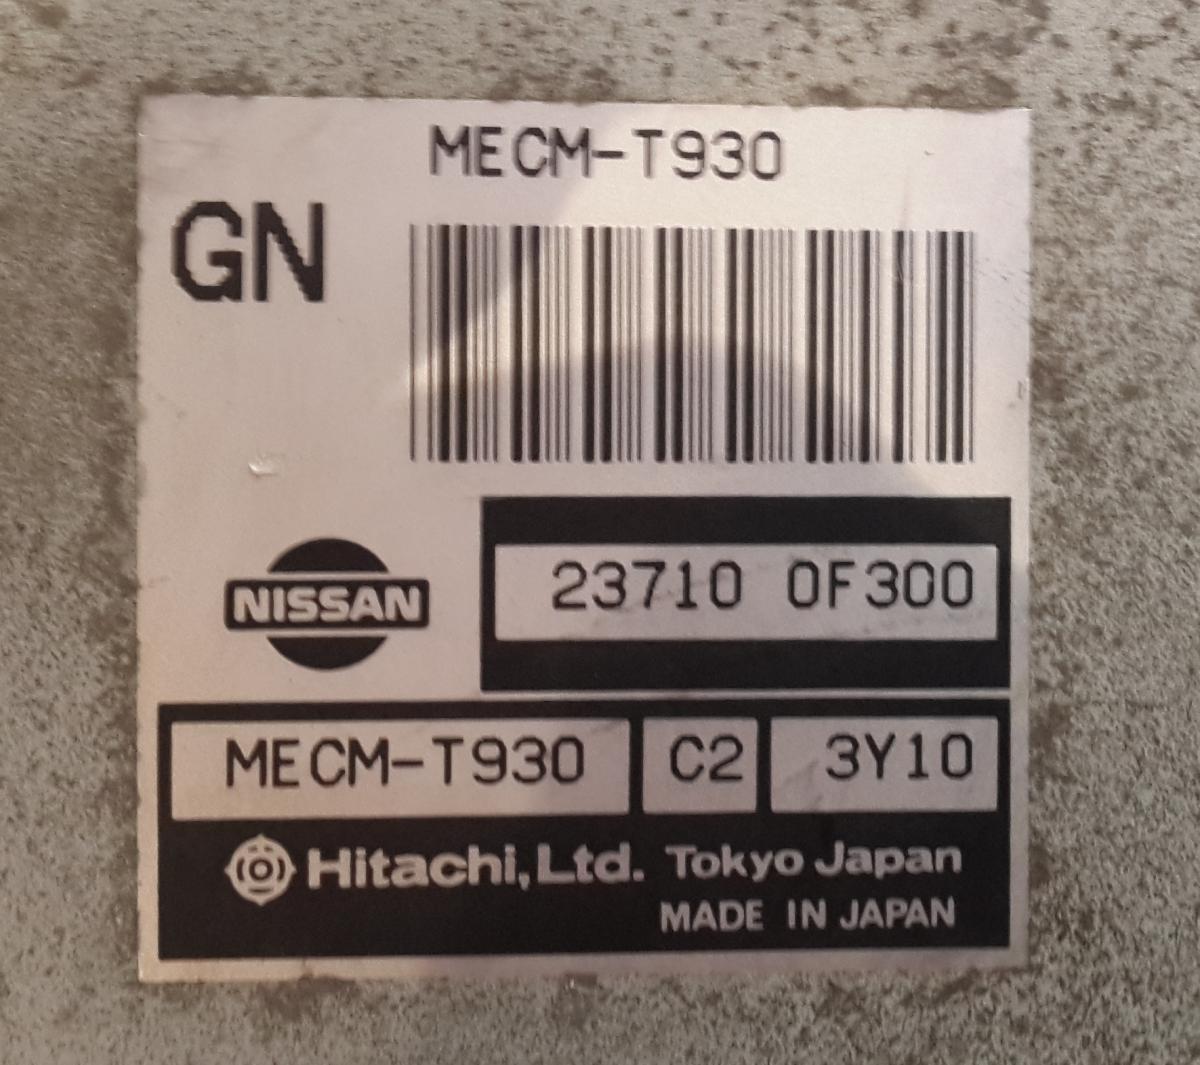 MECM-T930
GN
23710 0F300
NISSAN
MECM-T930 C2 3Y10
Hitachi, Ltd. Tokyo Japan
MADE IN JAPAN